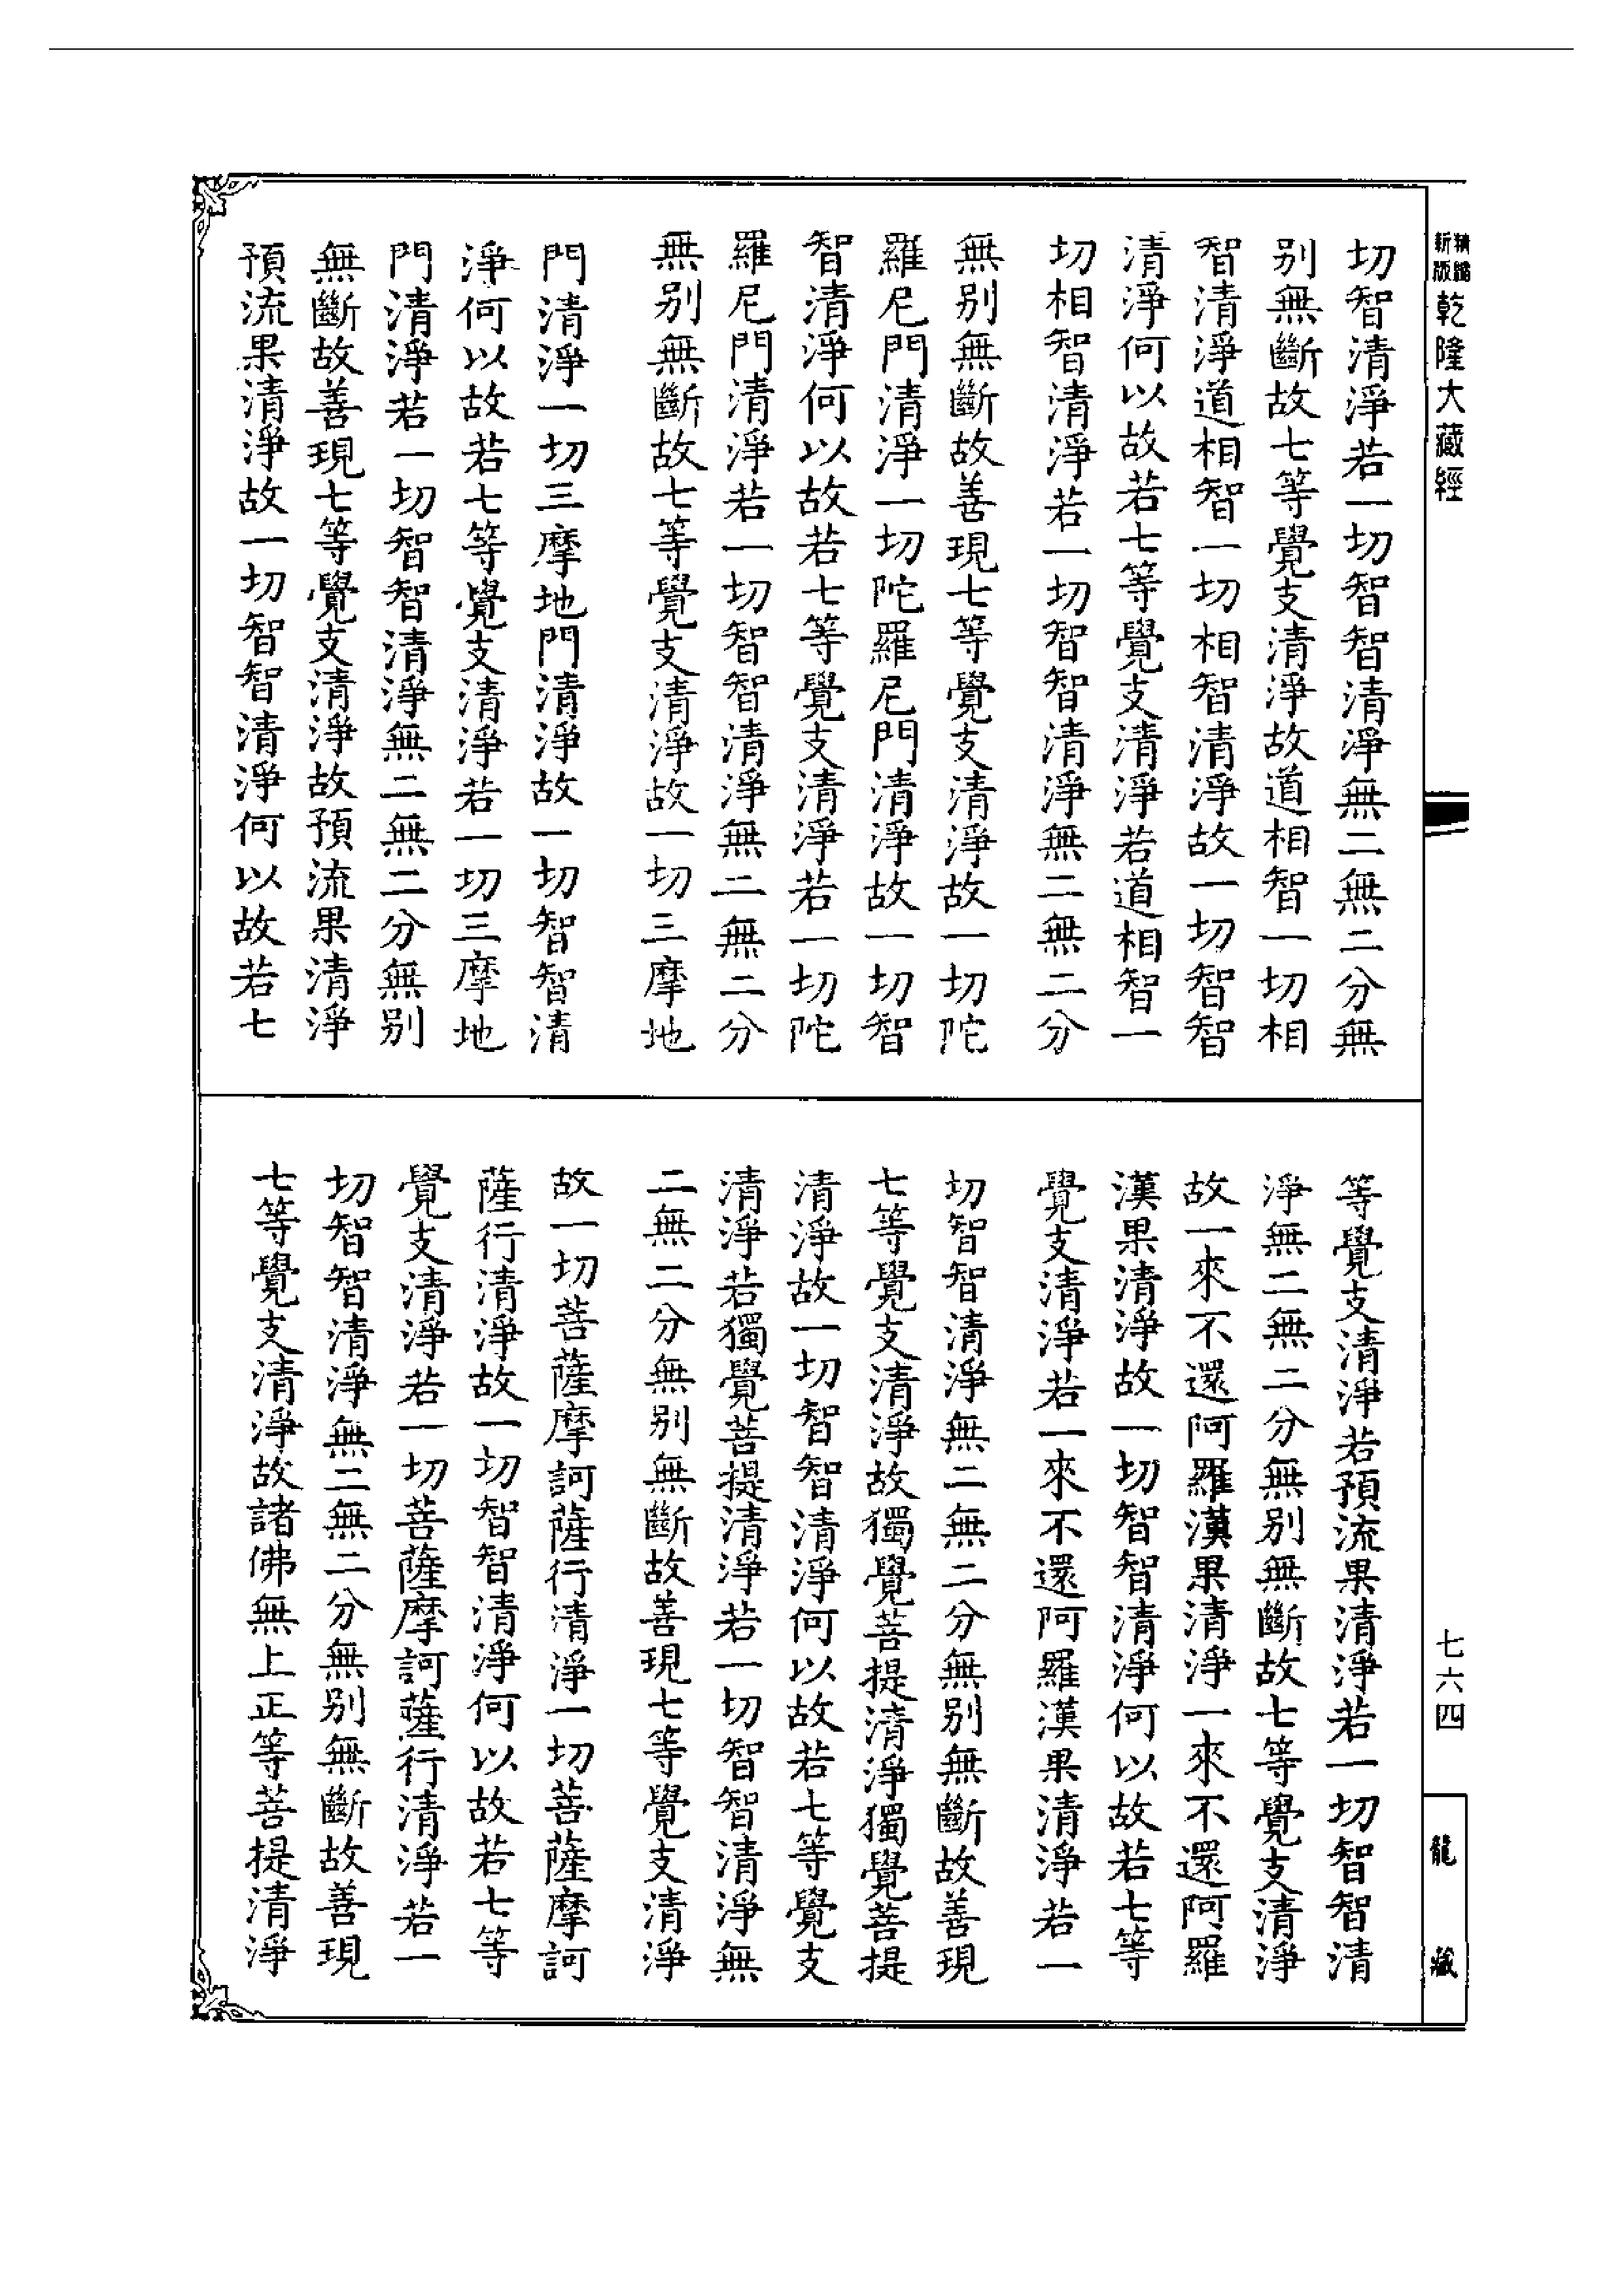 精鐫
新版
乾隆大藏經
七六四
龍藏
切智清淨若一切智智清淨無二無二分無
别無斷故七等覺支清淨故道相智一切相
智清淨道相智一切相智清淨故一切智智
清淨何以故若七等覺支清淨若道相智一
切相智清淨若一切智智清淨無二無二分
無别無斷故善現七等覺支清淨故一切陀
羅尼門清淨一切陀羅尼門清淨故一切智
智清淨何以故若七等覺支清淨若一切陀
羅尼門清淨若一切智智清淨無二無二分
無别無斷故七等覺支清淨故一切三摩地
門清淨一切三摩地門清淨故一切智智清
淨何以故若七等覺支清淨若一切三摩地
門清淨若一切智智清淨無二無二分無别
無斷故善現七等覺支清淨故預流果清淨
預流果清淨故一切智智清淨何以故若七
等覺支清淨若預流果清淨若一切智智清
淨無二無二分無别無斷故七等覺支清淨
故一來不還阿羅漢果清淨一來不還阿羅
漢果清淨故一切智智清淨何以故若七等
覺支清淨若一來不還阿羅漢果清淨若一
切智智清淨無二無二分無别無斷故善現
七等覺支清淨故獨覺菩提清淨獨覺菩提
清淨故一切智智清淨何以故若七等覺支
清淨若獨覺菩提清淨若一切智智清淨無
二無二分無别無斷故善現七等覺支清淨
故一切菩薩摩訶薩行清淨一切菩薩摩訶
薩行清淨故一切智智清淨何以故若七等
覺支清淨若一切菩薩摩訶薩行清淨若一
切智智清淨無二無二分無别無斷故善現
七等覺支清淨故諸佛無上正等菩提清淨